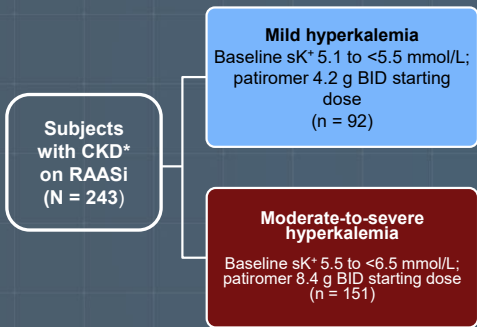 Mild hyperkalemia
Baseline sK⁺ 5.1 to <5.5 mmol/L;
patiromer 4.2 g BID starting
dose
(n = 92)
Subjects
with CKD*
on RAASi
(N = 243)
Moderate-to-severe
hyperkalemia
Baseline sK⁺ 5.5 to <6.5 mmol/L;
patiromer 8.4 g BID starting dose
(n = 151)